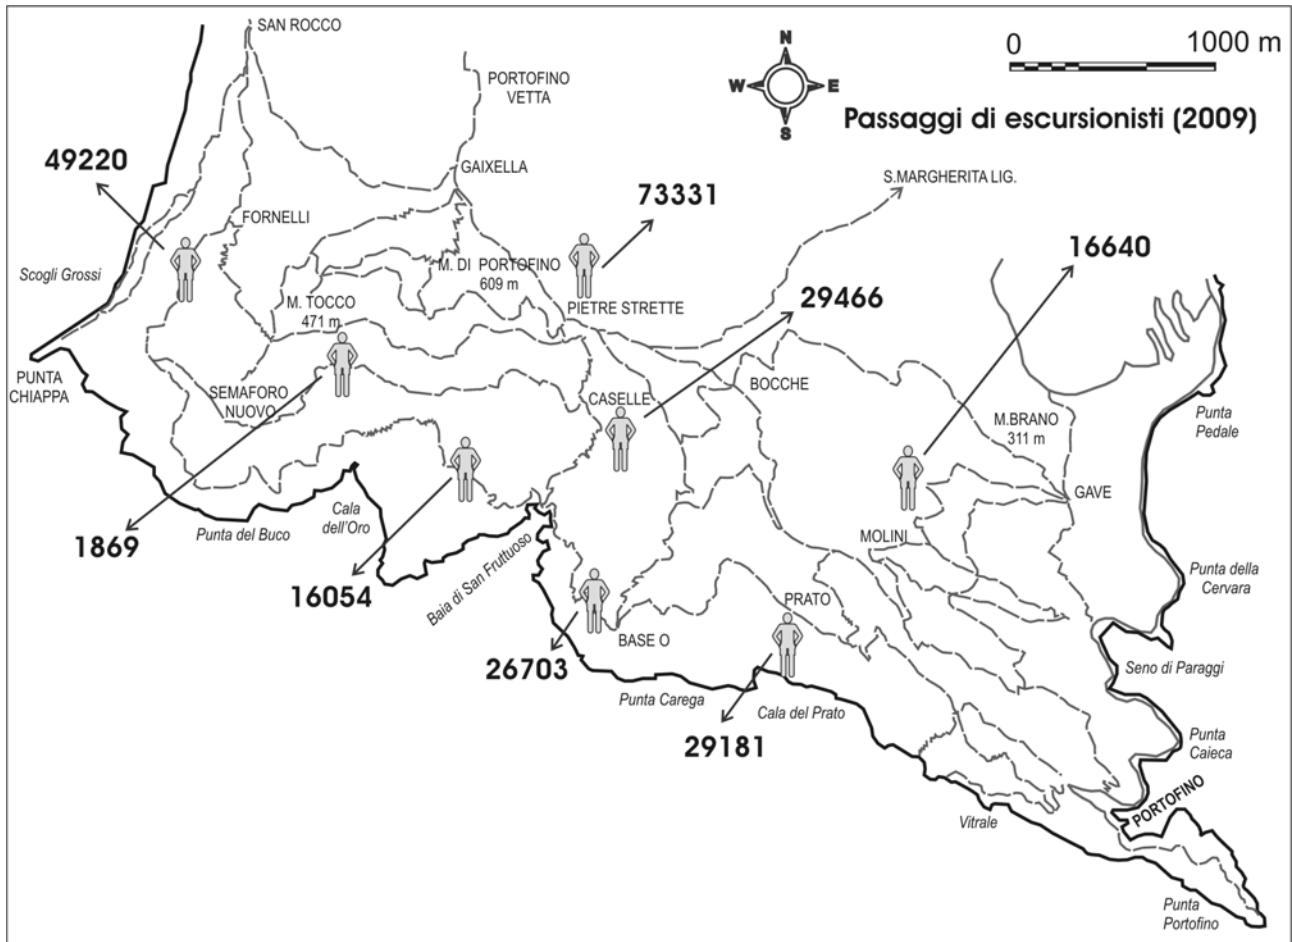 SAN ROCCO
N
W E
S
0 1000 m
Passaggi di escursionisti (2009)
PORTOFINO
VETTA
49220
GAIXELLA
S.MARGHERITA LIG.
73331
FORNELLI
16640
Scogli Grossi
M. DI PORTOFINO
609 m
29466
M. TOCCO
471 m
PIETRE STRETTE
PUNTA
CHIAPPA
SEMAFORO
NUOVO
CASELLE
BOCCHE
M.BRANO
311 m
Punta
Pedale
GAVE
Punta del Buco
Cala
dell'Oro
MOLINI
1869
Baia di San Fruttuoso
Punta della
Cervara
16054
PRATO
BASE O
26703
Seno di Paraggi
Punta Carega
Cala del Prato
29181
Punta
Caieca
PORTOFINO
Vitrale
Punta
Portofino